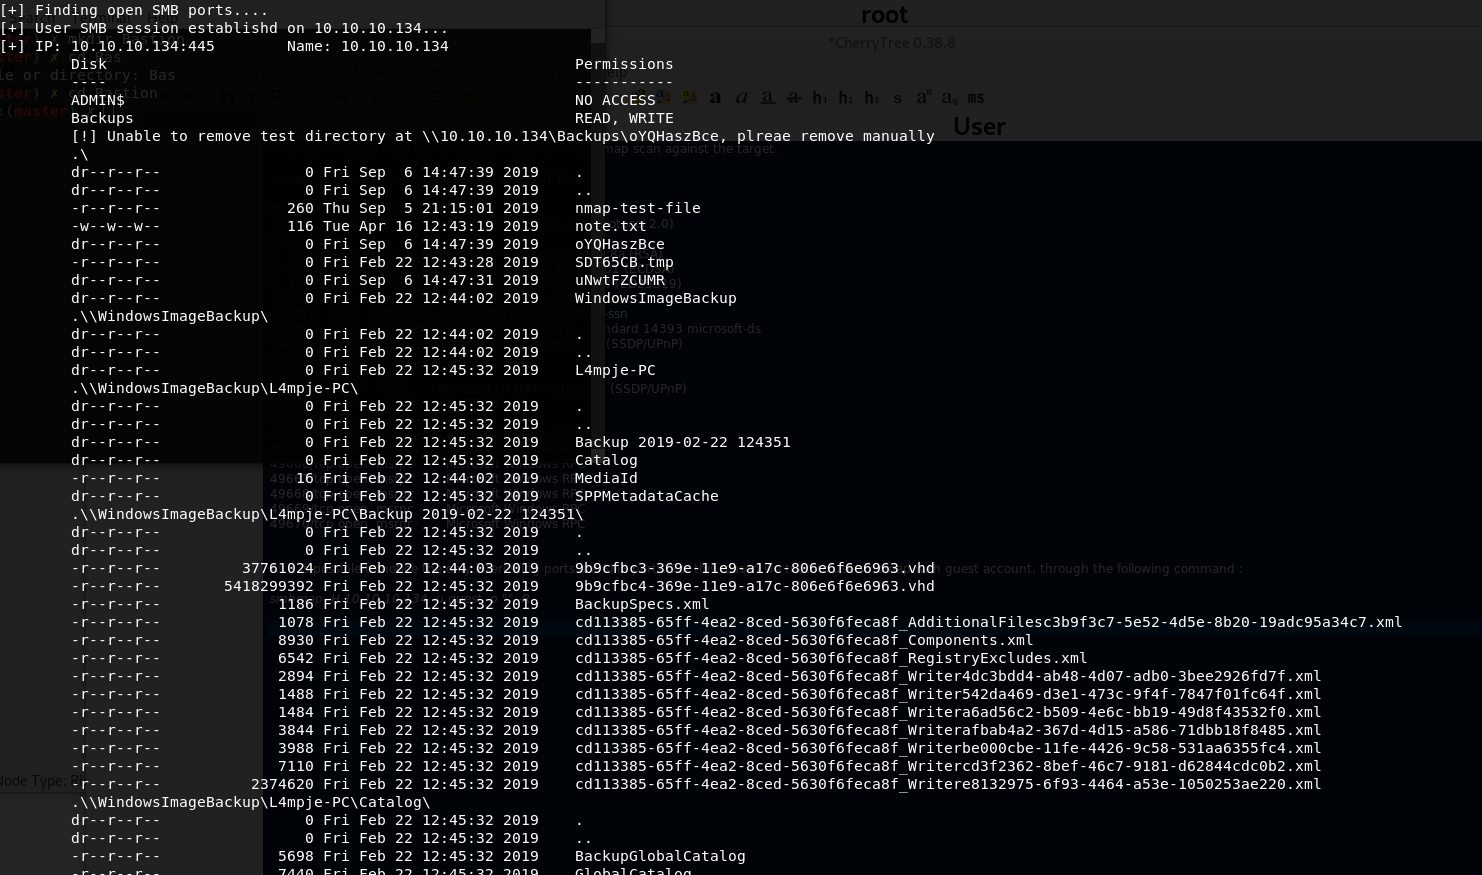 [+] Finding open SMB ports....
root
[+] User SMB session establishd on 10.10.10.134...
[+] IP: 10.10.10.134:445 Name: 10.10.10.134
*CherryTree 0.38.8
Disk Permissions
le or directory: Bas
---- -----------
ADMIN$ NO ACCESS
Backups READ, WRITE
User
[!] Unable to remove test directory at \\10.10.10.134\Backups\oYQHaszBce, plreae remove manually
map scan against the target.
.\
dr--r--r-- 0 Fri Sep 6 14:47:39 2019 .
dr--r--r-- 0 Fri Sep 6 14:47:39 2019 ..
-r--r--r-- 260 Thu Sep 5 21:15:01 2019 nmap-test-file
-w--w--w-- 116 Tue Apr 16 12:43:19 2019 note.txt
dr--r--r-- 0 Fri Sep 6 14:47:39 2019 oYQHaszBce
-r--r--r-- 0 Fri Feb 22 12:43:28 2019 SDT65CB.tmp
dr--r--r-- 0 Fri Sep 6 14:47:31 2019 uNwtFZCUMR
dr--r--r-- 0 Fri Feb 22 12:44:02 2019 WindowsImageBackup
.\\WindowsImageBackup\
dr--r--r-- 0 Fri Feb 22 12:44:02 2019 .
ndard 14393 microsoft-ds
dr--r--r-- 0 Fri Feb 22 12:44:02 2019 ..
(SSDP/UPnP)
dr--r--r-- 0 Fri Feb 22 12:45:32 2019 L4mpje-PC
.\\WindowsImageBackup\L4mpje-PC\
(SSDP/UPnP)
dr--r--r-- 0 Fri Feb 22 12:45:32 2019 .
dr--r--r-- 0 Fri Feb 22 12:45:32 2019 ..
dr--r--r-- 0 Fri Feb 22 12:45:32 2019 Backup 2019-02-22 124351
dr--r--r-- 0 Fri Feb 22 12:45:32 2019 Catalog
-r--r--r-- 16 Fri Feb 22 12:44:02 2019 MediaId
dr--r--r-- 0 Fri Feb 22 12:45:32 2019 SPPMetadataCache
.\\WindowsImageBackup\L4mpje-PC\Backup 2019-02-22 124351\
dr--r--r-- 0 Fri Feb 22 12:45:32 2019 .
dr--r--r-- 0 Fri Feb 22 12:45:32 2019 ..
-r--r--r-- 37761024 Fri Feb 22 12:44:03 2019 9b9cfbc3-369e-11e9-a17c-806e6f6e6963.vhd
guest account, through the following command :
-r--r--r-- 5418299392 Fri Feb 22 12:45:32 2019 9b9cfbc4-369e-11e9-a17c-806e6f6e6963.vhd
-r--r--r-- 1186 Fri Feb 22 12:45:32 2019 BackupSpecs.xml
-r--r--r-- 1078 Fri Feb 22 12:45:32 2019 cd113385-65ff-4ea2-8ced-5630f6feca8f_AdditionalFilesc3b9f3c7-5e52-4d5e-8b20-19adc95a34c7.xml
-r--r--r-- 8930 Fri Feb 22 12:45:32 2019 cd113385-65ff-4ea2-8ced-5630f6feca8f_Components.xml
-r--r--r-- 6542 Fri Feb 22 12:45:32 2019 cd113385-65ff-4ea2-8ced-5630f6feca8f_RegistryExcludes.xml
-r--r--r-- 2894 Fri Feb 22 12:45:32 2019 cd113385-65ff-4ea2-8ced-5630f6feca8f_Writer4dc3bdd4-ab48-4d07-adb0-3bee2926fd7f.xml
-r--r--r-- 1488 Fri Feb 22 12:45:32 2019 cd113385-65ff-4ea2-8ced-5630f6feca8f_Writer542da469-d3e1-473c-9f4f-7847f01fc64f.xml
-r--r--r-- 1484 Fri Feb 22 12:45:32 2019 cd113385-65ff-4ea2-8ced-5630f6feca8f_Writera6ad56c2-b509-4e6c-bb19-49d8f43532f0.xml
-r--r--r-- 3844 Fri Feb 22 12:45:32 2019 cd113385-65ff-4ea2-8ced-5630f6feca8f_Writerafbab4a2-367d-4d15-a586-71dbb18f8485.xml
-r--r--r-- 3988 Fri Feb 22 12:45:32 2019 cd113385-65ff-4ea2-8ced-5630f6feca8f_Writerbe000cbe-11fe-4426-9c58-531aa6355fc4.xml
-r--r--r-- 7110 Fri Feb 22 12:45:32 2019 cd113385-65ff-4ea2-8ced-5630f6feca8f_Writercd3f2362-8bef-46c7-9181-d62844cdc0b2.xml
Node Type:
-r--r--r-- 2374620 Fri Feb 22 12:45:32 2019 cd113385-65ff-4ea2-8ced-5630f6feca8f_Writere8132975-6f93-4464-a53e-1050253ae220.xml
.\\WindowsImageBackup\L4mpje-PC\Catalog\
dr--r--r-- 0 Fri Feb 22 12:45:32 2019 .
dr--r--r-- 0 Fri Feb 22 12:45:32 2019 ..
-r--r--r-- 5698 Fri Feb 22 12:45:32 2019 BackupGlobalCatalog
-r--r--r-- 7440 Fri Feb 22 12:45:32 2019 GlobalCatalog